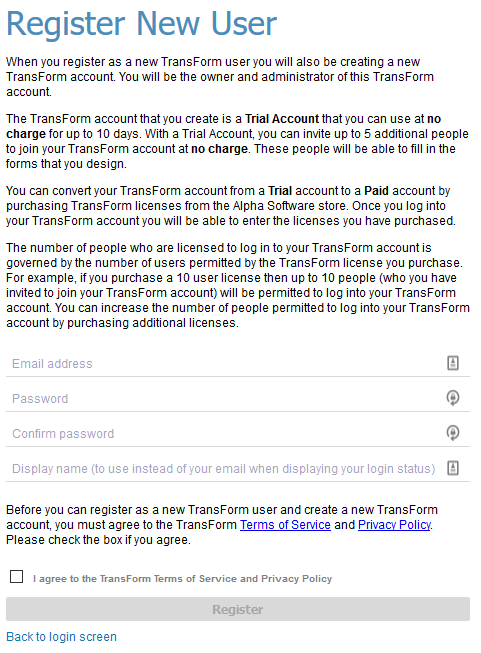 Register New User
When you register as a new TransForm user you will also be creating a new
TransForm account. You will be the owner and administrator of this TransForm
account.
The TransForm account that you create is a Trial Account that you can use at no
charge for up to 10 days. With a Trial Account, you can invite up to 5 additional people
to join your TransForm account at no charge. These people will be able to fill in the
forms that you design.
You can convert your TransForm account from a Trial account to a Paid account by
purchasing TransForm licenses from the Alpha Software store. Once you log into
your TransForm account you will be able to enter the licenses you have purchased.
The number of people who are licensed to log in to your TransForm account is
governed by the number of users permitted by the TransForm license you purchase.
For example, if you purchase a 10 user license then up to 10 people (who you have
invited to join your TransForm account) will be permitted to log into your TransForm
account. You can increase the number of people permitted to log into your TransForm
account by purchasing additional licenses.
Email address
Password
Confirm password
Display name (to use instead of your email when displaying your login status)
Before you can register as a new TransForm user and create a new TransForm
account, you must agree to the TransForm Terms of Service and Privacy Policy.
Please check the box if you agree.
I agree to the TransForm Terms of Service and Privacy Policy
Register
Back to login screen